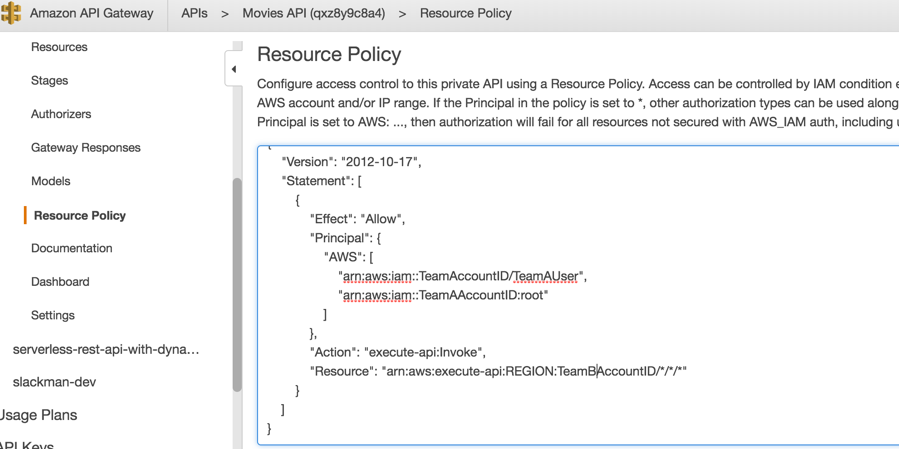 Amazon API Gateway APIs > Movies API (qxz8y9c8a4) > Resource Policy
Resources
Stages
Authorizers
Gateway Responses
Models
Resource Policy
Documentation
Dashboard
Settings
serverless-rest-api-with-dyna...
slackman-dev
Usage Plans
API Keys
Resource Policy
Configure access control to this private API using a Resource Policy. Access can be controlled by IAM condition e
AWS account and/or IP range. If the Principal in the policy is set to *, other authorization types can be used along
Principal is set to AWS: ..., then authorization will fail for all resources not secured with AWS_IAM auth, including u
{
"Version": "2012-10-17",
"Statement": [
{
"Effect": "Allow",
"Principal": {
"AWS": [
"arn:aws:iam::TeamAccountID/TeamAUser",
"arn:aws:iam::TeamAAccountID:root"
]
},
"Action": "execute-api:Invoke",
"Resource": "arn:aws:execute-api:REGION:TeamBAccountID/*/*/*"
}
]
}